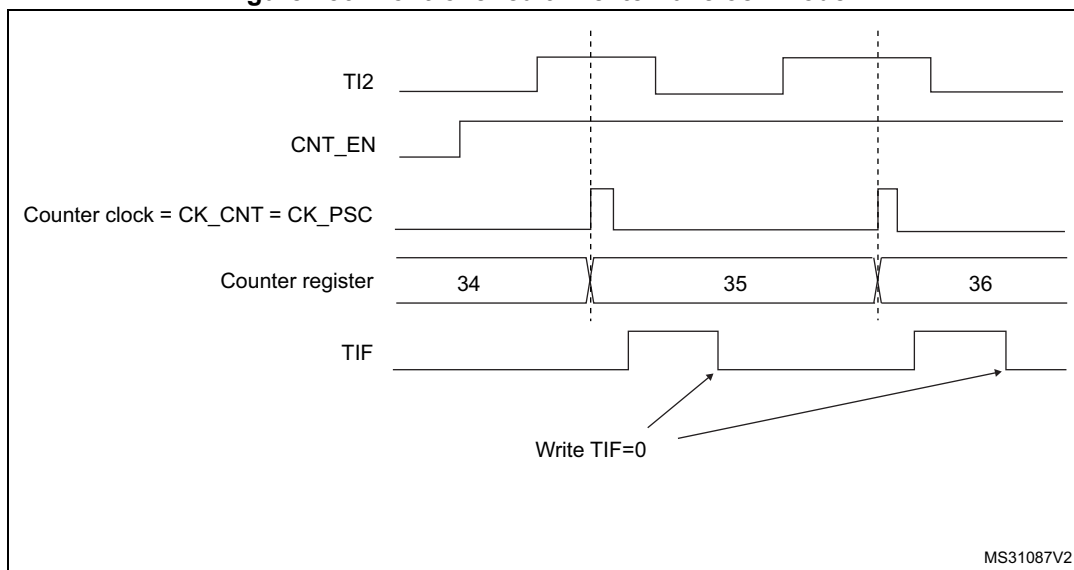 TI2
CNT_EN
Counter clock = CK_CNT = CK_PSC
Counter register 34 35 36
TIF
Write TIF=0
MS31087V2